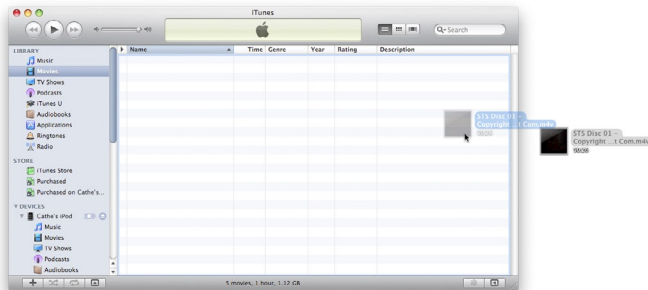 iTunes
Search
LIBRARY
Name Time Genre Year Rating Description
Music
Movies
TV Shows
Podcasts
iTunes U
Audiobooks
Applications
Ringtones
Radio
STORE
iTunes Store
Purchased
Purchased on Cathe's...
DEVICES
Cathe's iPod
Music
Movies
TV Shows
Podcasts
Audiobooks
STS Disc 01 –
Copyright ...t Com.m4v
STS Disc 01 –
Copyright ...t Com.m4v
5 movies, 1 hour, 1.12 GB